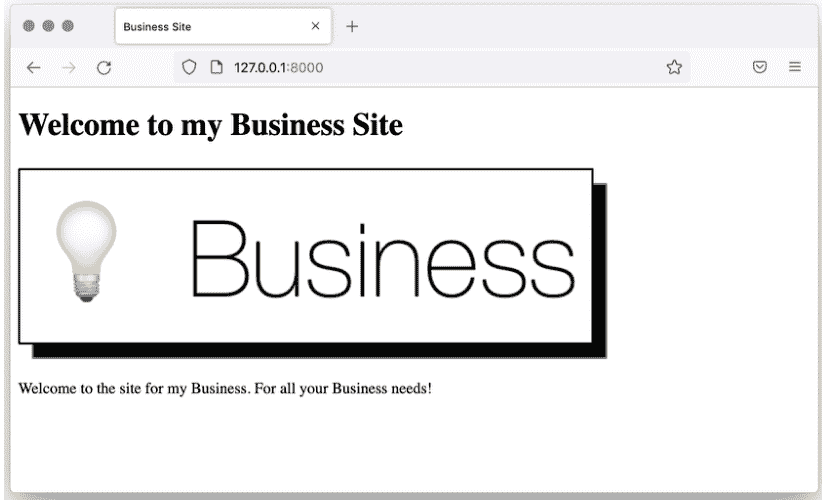 Business Site
127.0.0.1:8000
Welcome to my Business Site
Business
Welcome to the site for my Business. For all your Business needs!